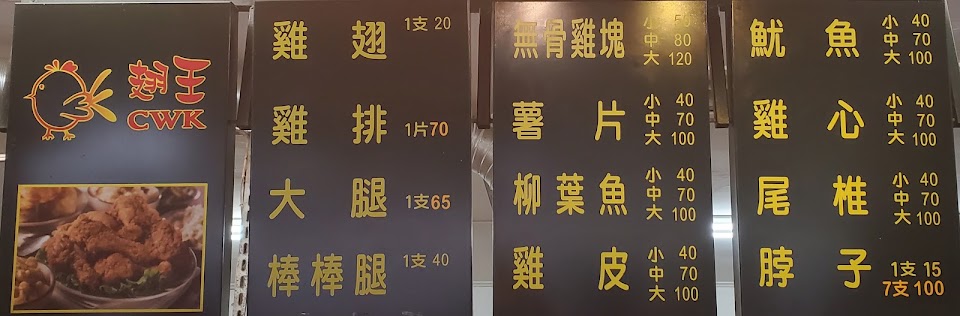 翅王
CWK
雞翅 1支 20
雞排 1片70
大腿 1支65
棒棒腿 1支 40
無骨雞塊 小 50
中 80
大 120
薯片 小 40
中 70
大 100
柳葉魚 小 40
中 70
大 100
雞皮 小 40
中 70
大 100
魷魚 小 40
中 70
大 100
雞心 小 40
中 70
大 100
尾椎 小 40
中 70
大 100
脖子 1支 15
7支 100